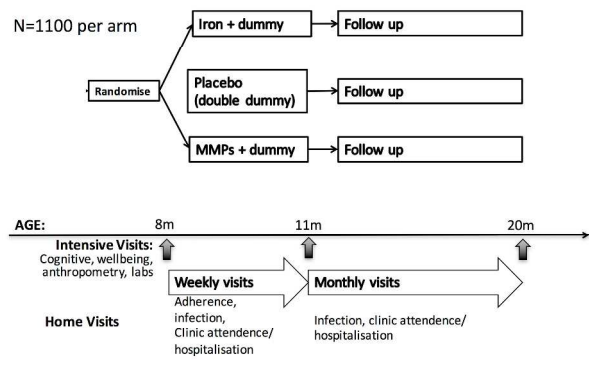 N=1100 per arm
Iron + dummy
Follow up
Randomise
Placebo
(double dummy)
Follow up
MMPs + dummy
Follow up
AGE:
8m
11m
20m
Intensive Visits:
Cognitive, wellbeing,
anthropometry, labs
Weekly visits
Monthly visits
Home Visits
Adherence,
infection,
Clinic attendence/
hospitalisation
Infection, clinic attendence/
hospitalisation